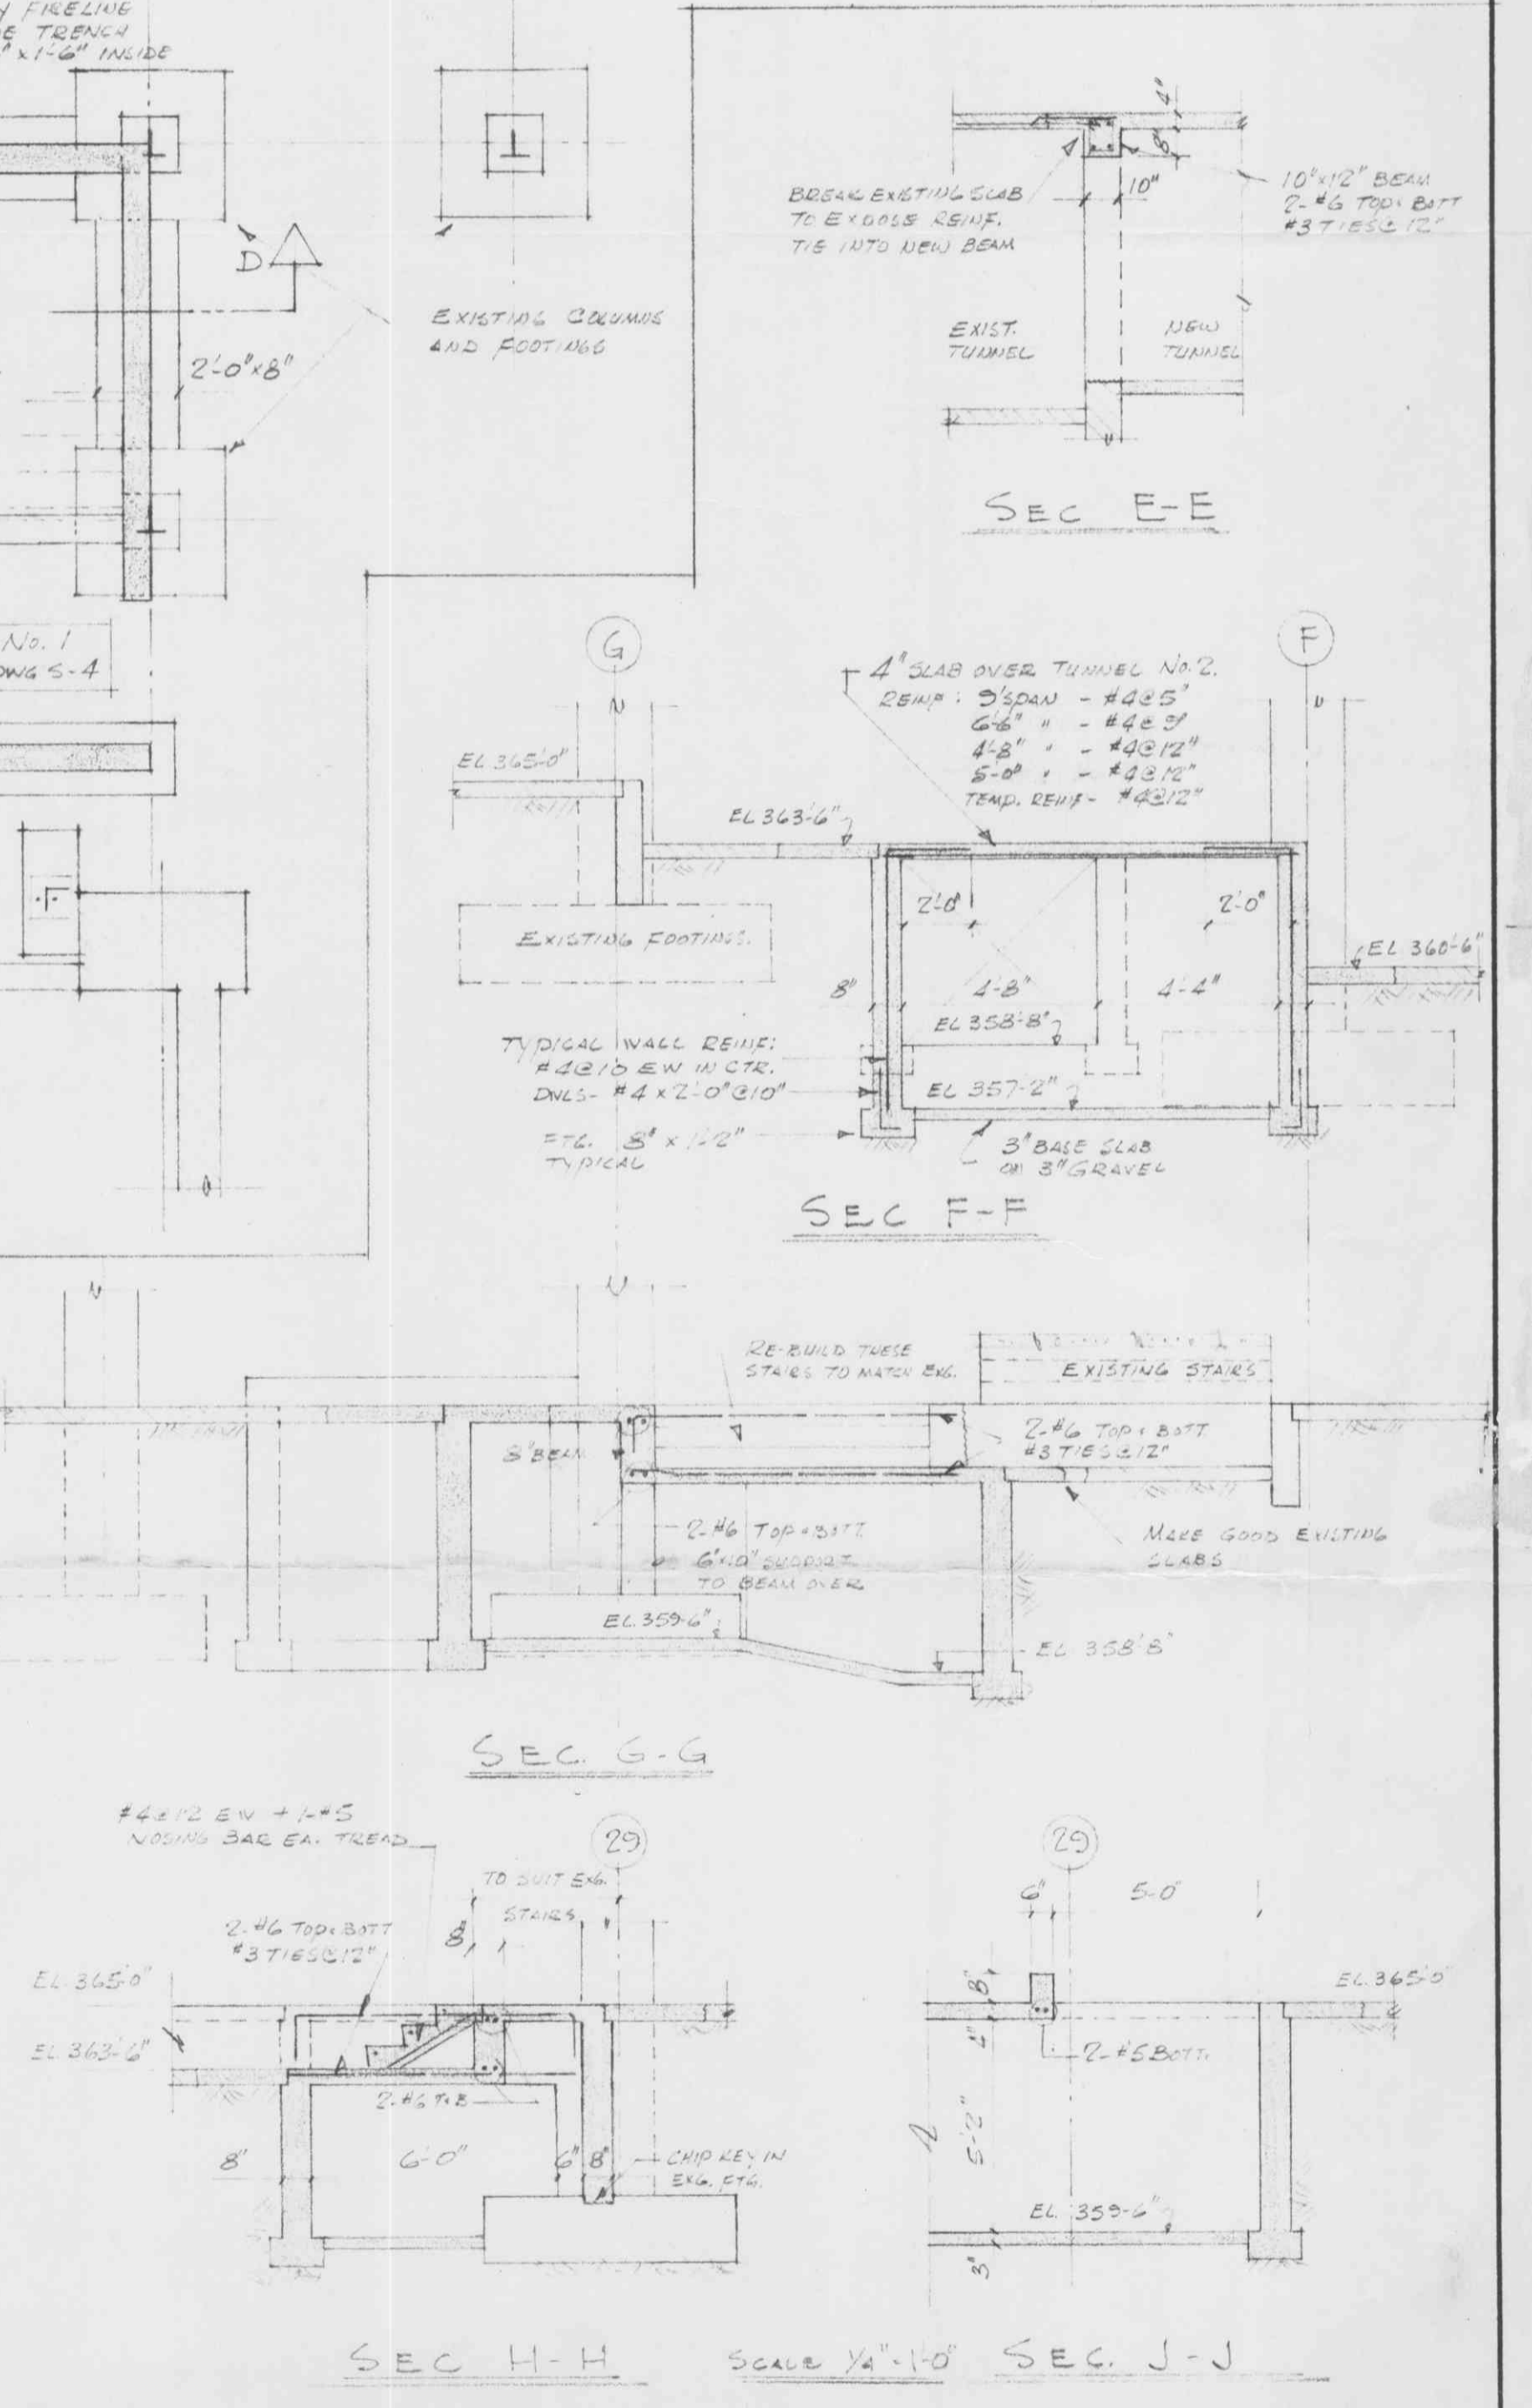 FIRELINE
TRENCH
"x1'-6" INSIDE
D
2'-0"x8"
EXISTING COLUMNS
AND FOOTINGS
No. 1
DWG S-4
4"
8"
10"
BREAK EXISTING SLAB
TO EXPOSE REINF.
TIE INTO NEW BEAM
10"x12" BEAM
2-#6 TOP & BOTT
#3 TIES@12"
EXIST.
TUNNEL
NEW
TUNNEL
SEC E-E
G
F
4" SLAB OVER TUNNEL No. 2.
REINF: 9' SPAN - #4@5"
6'-6" " - #4@9"
4'-8" " - #4@12"
5'-0" " - #4@12"
TEMP. REINF - #4@12"
EL 365'-0"
EL 363'-6"
2'-0"
2'-0"
EXISTING FOOTINGS.
EL 360'-6"
8"
4'-8"
4'-4"
EL 358'-8"
TYPICAL WALL REINF:
#4@10 EW IN CTR.
DWLS- #4 x 2'-0" @10"
EL 357'-2"
FTG. 8" x 1'-2"
TYPICAL
3" BASE SLAB
ON 3" GRAVEL
SEC F-F
RE-BUILD THESE
STAIRS TO MATCH EXG.
EXISTING STAIRS
8" BEAM
2-#6 TOP & BOTT
#3 TIES@12"
2-#6 TOP & BOTT.
6"x10" SUPPORT
TO BEAM OVER
MAKE GOOD EXISTING
SLABS
EL. 359'-6"
EL 358'-8"
SEC. G-G
#4@12 EW + 1-#5
NOSING BAR EA. TREAD
29
TO SUIT EXG.
STAIRS
8"
2-#6 TOP & BOTT
#3 TIES@12"
EL. 365'-0"
EL. 363'-6"
2-#6 T&B
8"
6'-0"
6"
8"
CHIP KEY IN
EXG. FTG.
29
6"
5'-0"
8"
EL. 365'-0"
4"
2-#5 BOTT.
5'-2"
EL. 359'-6"
3"
SEC H-H
SCALE 1/4"=1'-0"
SEC. J-J